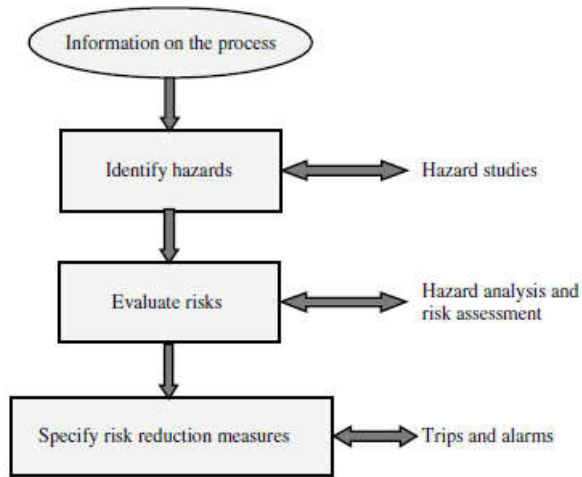 Information on the process
Identify hazards
Hazard studies
Evaluate risks
Hazard analysis and
risk assessment
Specify risk reduction measures
Trips and alarms